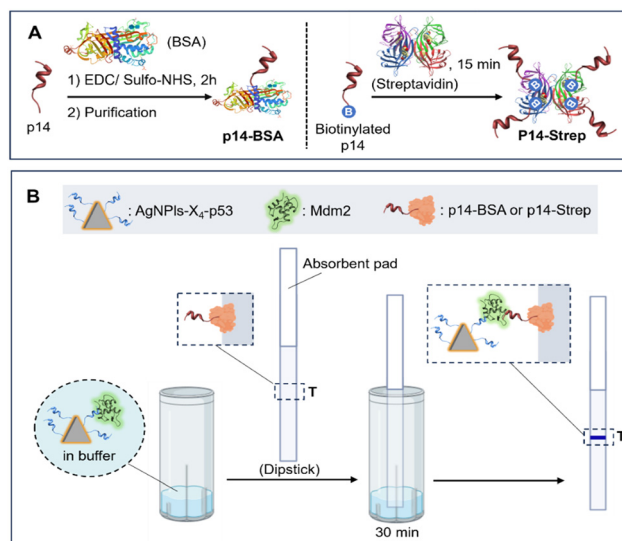 A
(BSA)
1) EDC/ Sulfo-NHS, 2h
2) Purification
p14
p14-BSA
, 15 min
(Streptavidin)
B
Biotinylated
p14
B B
B B
P14-Strep
B
: AgNPls-X₄-p53
: Mdm2
: p14-BSA or p14-Strep
Absorbent pad
T
in buffer
(Dipstick)
30 min
T